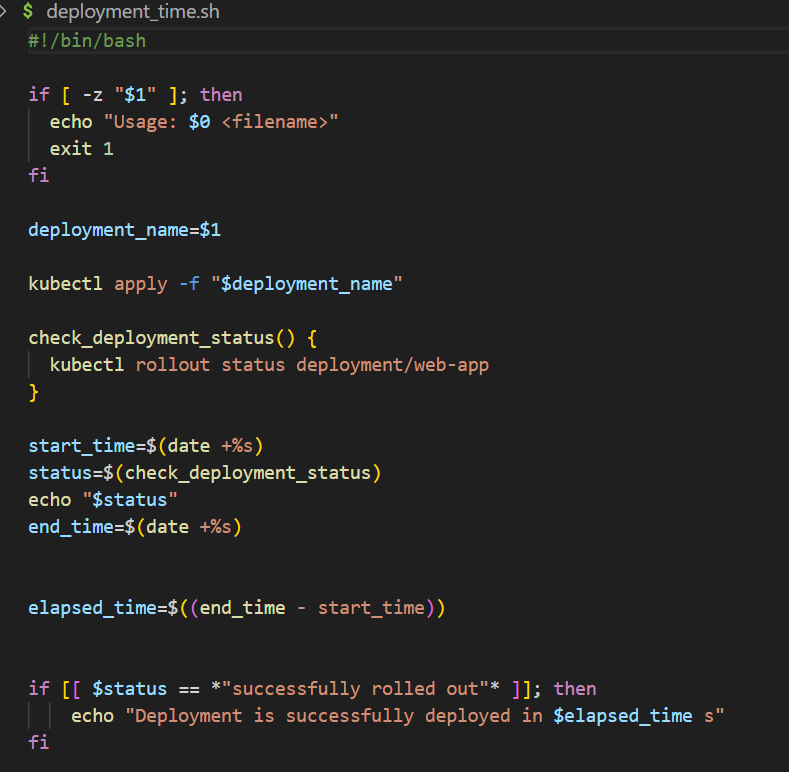 $ deployment_time.sh
#!/bin/bash
if [ -z "$1" ]; then
echo "Usage: $0 <filename>"
exit 1
fi
deployment_name=$1
kubectl apply -f "$deployment_name"
check_deployment_status() {
kubectl rollout status deployment/web-app
}
start_time=$(date +%s)
status=$(check_deployment_status)
echo "$status"
end_time=$(date +%s)
elapsed_time=$((end_time - start_time))
if [[ $status == *"successfully rolled out"* ]]; then
echo "Deployment is successfully deployed in $elapsed_time s"
fi